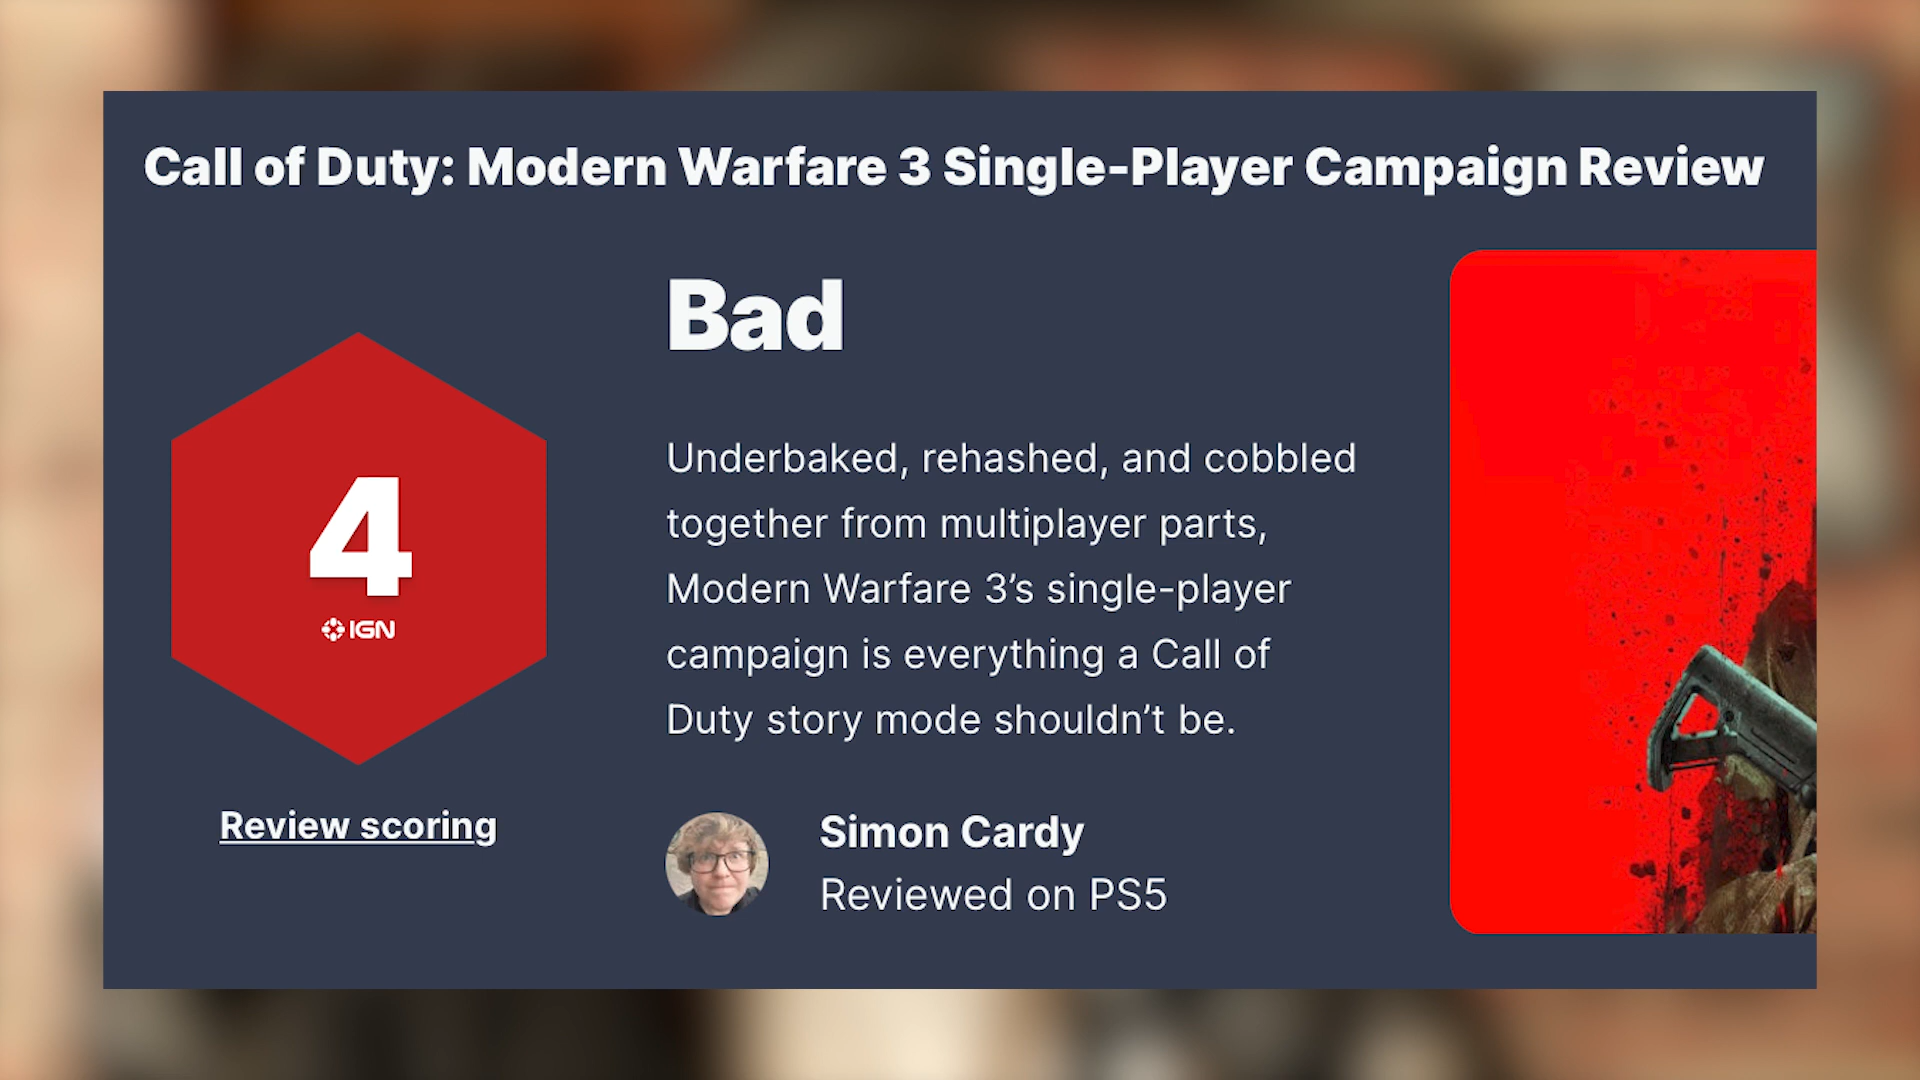 Call of Duty: Modern Warfare 3 Single-Player Campaign Review
Bad
4
IGN
Underbaked, rehashed, and cobbled
together from multiplayer parts,
Modern Warfare 3’s single-player
campaign is everything a Call of
Duty story mode shouldn’t be.
Review scoring
Simon Cardy
Reviewed on PS5